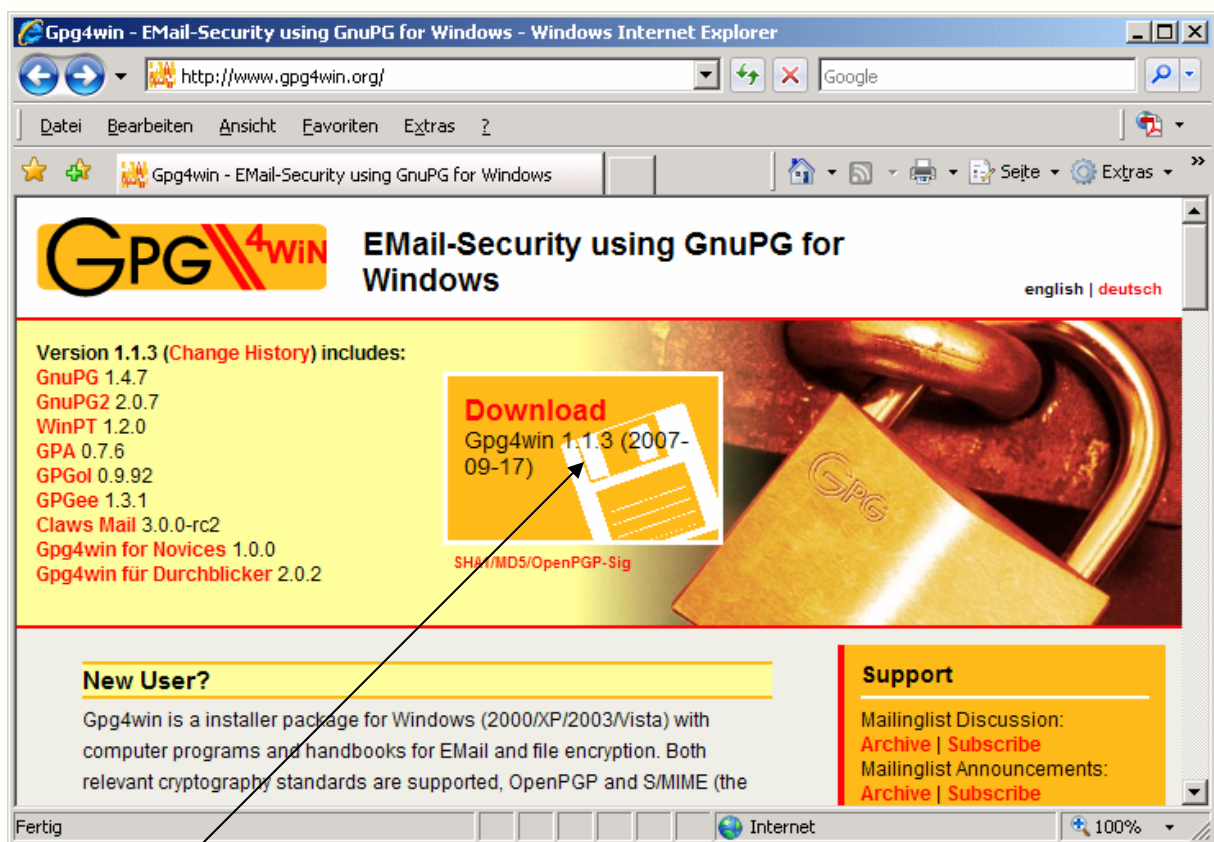 Gpg4win - EMail-Security using GnuPG for Windows - Windows Internet Explorer
http://www.gpg4win.org/
Google
Datei Bearbeiten Ansicht Favoriten Extras ?
Gpg4win - EMail-Security using GnuPG for Windows
Seite Extras »
GPG4WIN
EMail-Security using GnuPG for
Windows
english | deutsch
Version 1.1.3 (Change History) includes:
GnuPG 1.4.7
GnuPG2 2.0.7
WinPT 1.2.0
GPA 0.7.6
GPGol 0.9.92
GPGee 1.3.1
Claws Mail 3.0.0-rc2
Gpg4win for Novices 1.0.0
Gpg4win für Durchblicker 2.0.2
Download
Gpg4win 1.1.3 (2007-
09-17)
SHA1/MD5/OpenPGP-Sig
GPG
New User?
Gpg4win is a installer package for Windows (2000/XP/2003/Vista) with
computer programs and handbooks for EMail and file encryption. Both
relevant cryptography standards are supported, OpenPGP and S/MIME (the
Support
Mailinglist Discussion:
Archive | Subscribe
Mailinglist Announcements:
Archive | Subscribe
Fertig
Internet
100%